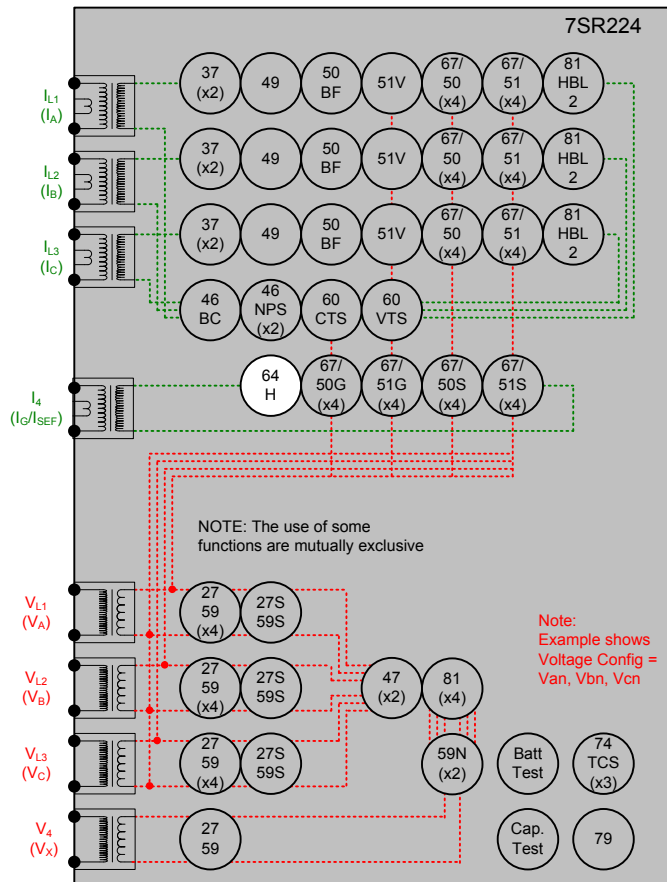 7SR224
IL1
(IA)
37
(x2)
49
50
BF
51V
67/
50
(x4)
67/
51
(x4)
81
HBL
2
IL2
(IB)
37
(x2)
49
50
BF
51V
67/
50
(x4)
67/
51
(x4)
81
HBL
2
IL3
(IC)
37
(x2)
49
50
BF
51V
67/
50
(x4)
67/
51
(x4)
81
HBL
2
46
BC
46
NPS
(x2)
60
CTS
60
VTS
I4
(IG/ISEF)
64
H
67/
50G
(x4)
67/
51G
(x4)
67/
50S
(x4)
67/
51S
(x4)
NOTE: The use of some
functions are mutually exclusive
VL1
(VA)
27
59
(x4)
27S
59S
Note:
Example shows
Voltage Config =
Van, Vbn, Vcn
VL2
(VB)
27
59
(x4)
27S
59S
47
(x2)
81
(x4)
VL3
(VC)
27
59
(x4)
27S
59S
59N
(x2)
Batt
Test
74
TCS
(x3)
V4
(VX)
27
59
Cap.
Test
79